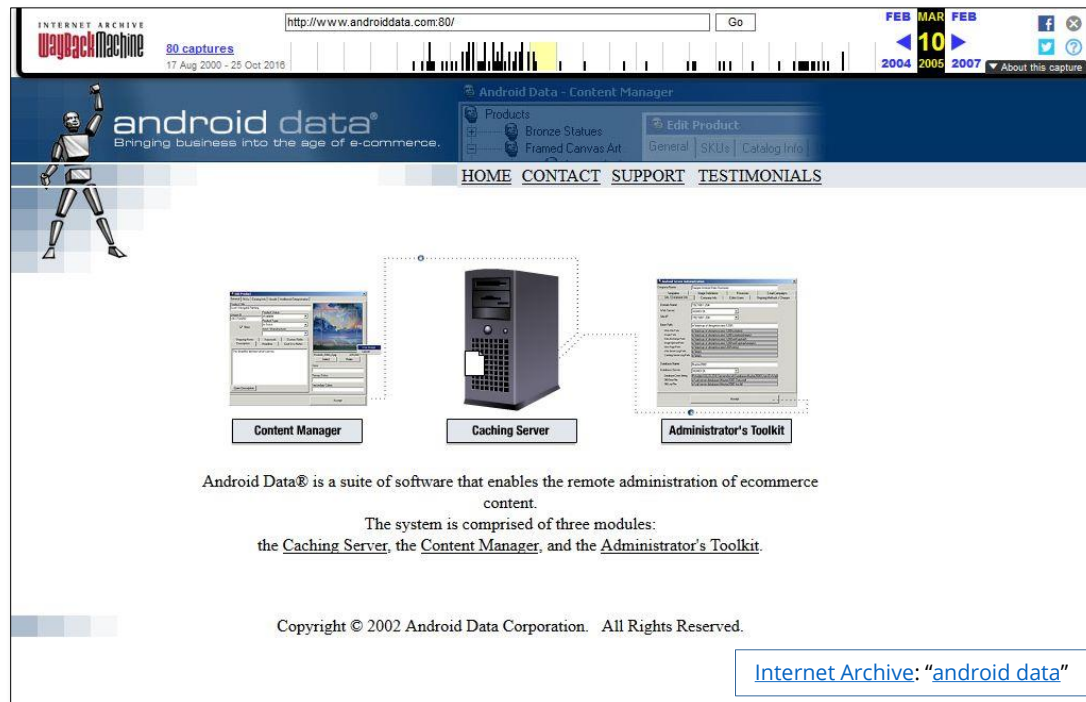 INTERNET ARCHIVE
WayBack Machine
http://www.androiddata.com:80/
Go
80 captures
17 Aug 2000 - 25 Oct 2016
FEB MAR FEB
10
2004 2005 2007
About this capture
Android Data - Content Manager
Products
Bronze Statues
Framed Canvas Art
Edit Product
General SKUs Catalog Info
android data®
Bringing business into the age of e-commerce.
HOME CONTACT SUPPORT TESTIMONIALS
Content Manager
Caching Server
Administrator's Toolkit
Android Data® is a suite of software that enables the remote administration of ecommerce
content.
The system is comprised of three modules:
the Caching Server, the Content Manager, and the Administrator's Toolkit.
Copyright © 2002 Android Data Corporation. All Rights Reserved.
Internet Archive: “android data”